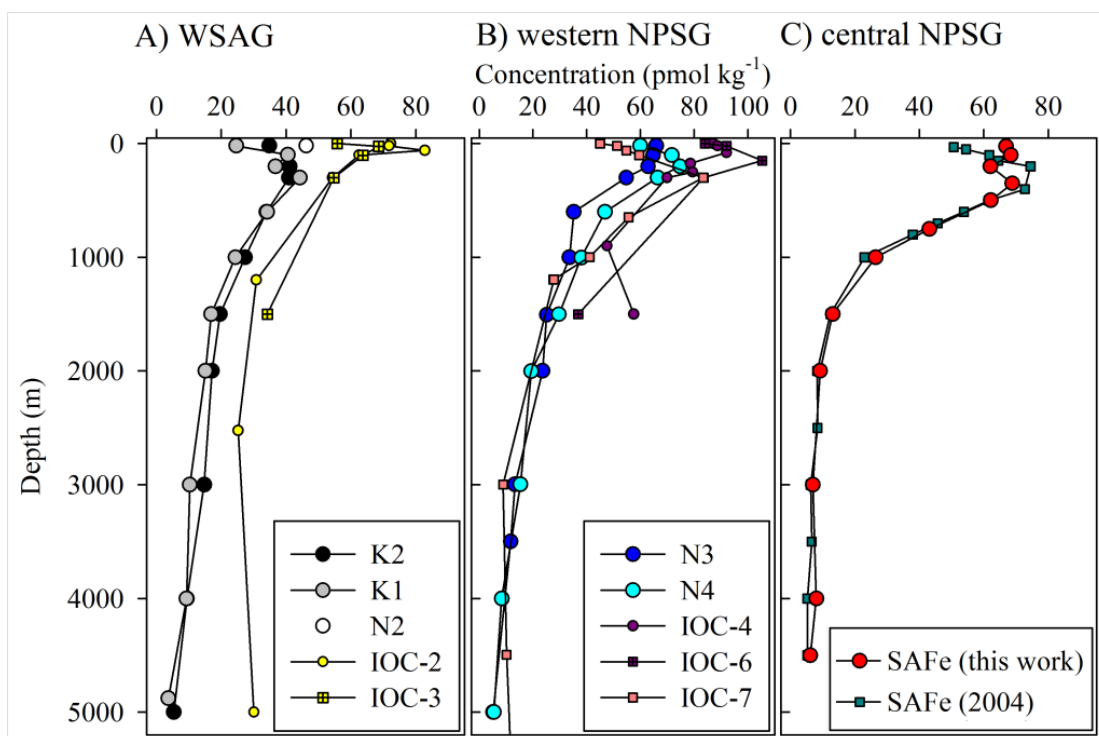 A) WSAG
B) western NPSG
C) central NPSG
Concentration (pmol kg⁻¹)
0 20 40 60 80
0 20 40 60 80 100
0 20 40 60 80
0
1000
2000
3000
4000
5000
Depth (m)
K2
K1
N2
IOC-2
IOC-3
N3
N4
IOC-4
IOC-6
IOC-7
SAFe (this work)
SAFe (2004)